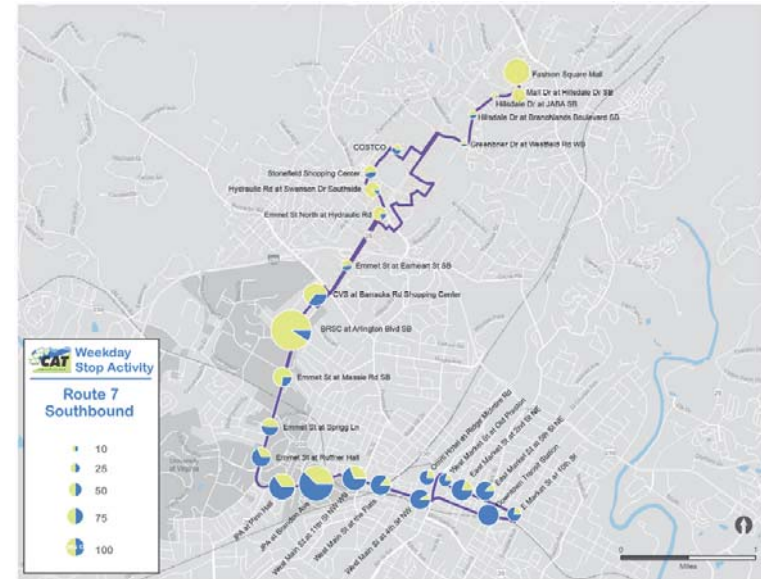 Fashion Square Mall
Mall Dr at Hillsdale Dr SB
Hillsdale Dr at JABA SB
Hillsdale Dr at Branchlands Boulevard SB
Greenbrier Dr at Westfield Rd WB
COSTCO
Stonefield Shopping Center
Hydraulic Rd at Swanson Dr Southside
Emmet St North at Hydraulic Rd
Emmet St at Earhart St SB
CVS at Barracks Rd Shopping Center
BRSC at Arlington Blvd SB
Emmet St at Massie Rd SB
Emmet St at Sprigg Ln
Emmet St at Ruffner Hall
JPA at Pinn Hall
JPA at Brandon Ave
West Main St at 11th St NW WB
West Main St at the Flats
West Main St at 4th St NW
Omni Hotel at Ridge McIntire Rd
West Market St at Old Preston
East Market St at 2nd St NE
East Market St at 5th St NE
Downtown Transit Station
E Market St at 10th St
CAT
Weekday
Stop Activity
Route 7
Southbound
10
25
50
75
100
0
1
Miles